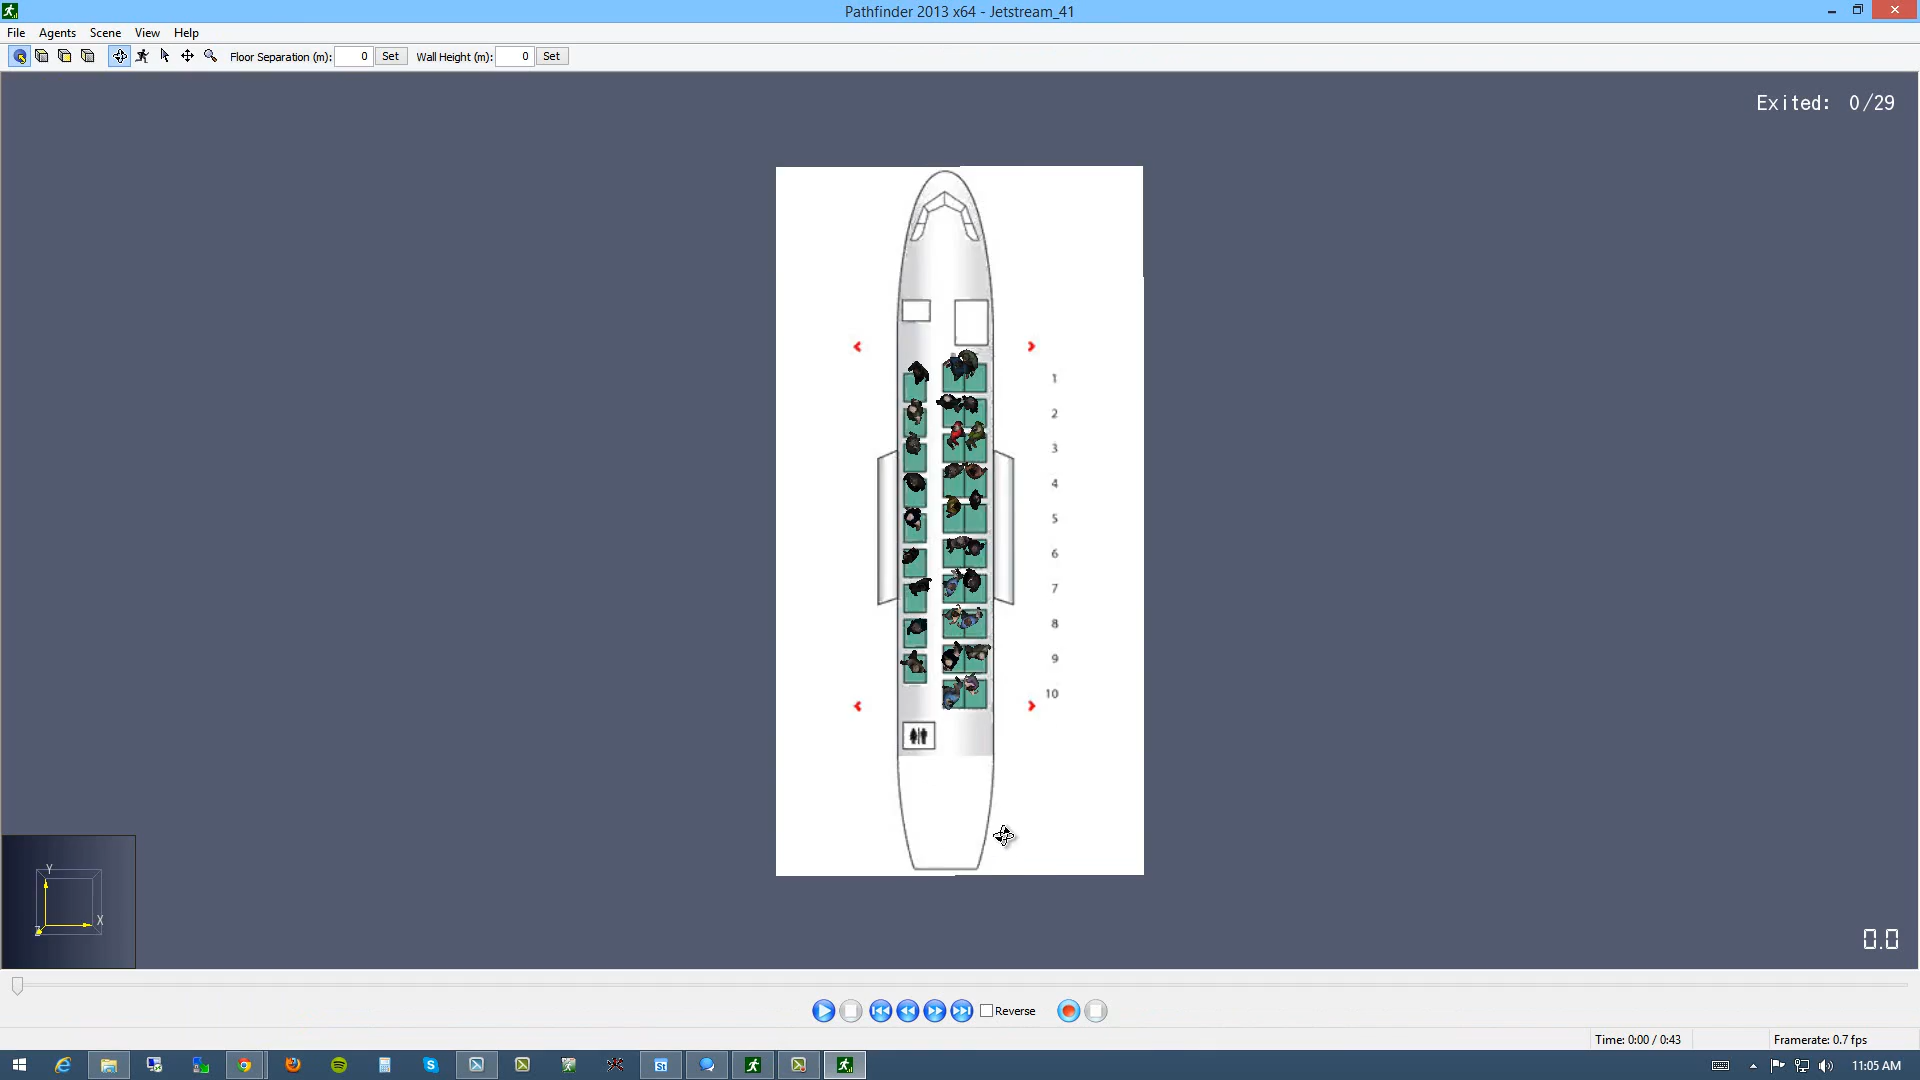 Pathfinder 2013 x64 - Jetstream_41
File Agents Scene View Help
Floor Separation (m): 0 Set Wall Height (m): 0 Set
Exited: 0/29
1
2
3
4
5
6
7
8
9
10
Y
X
Z
0.0
Reverse
Time: 0:00 / 0:43
Framerate: 0.7 fps
St
11:05 AM